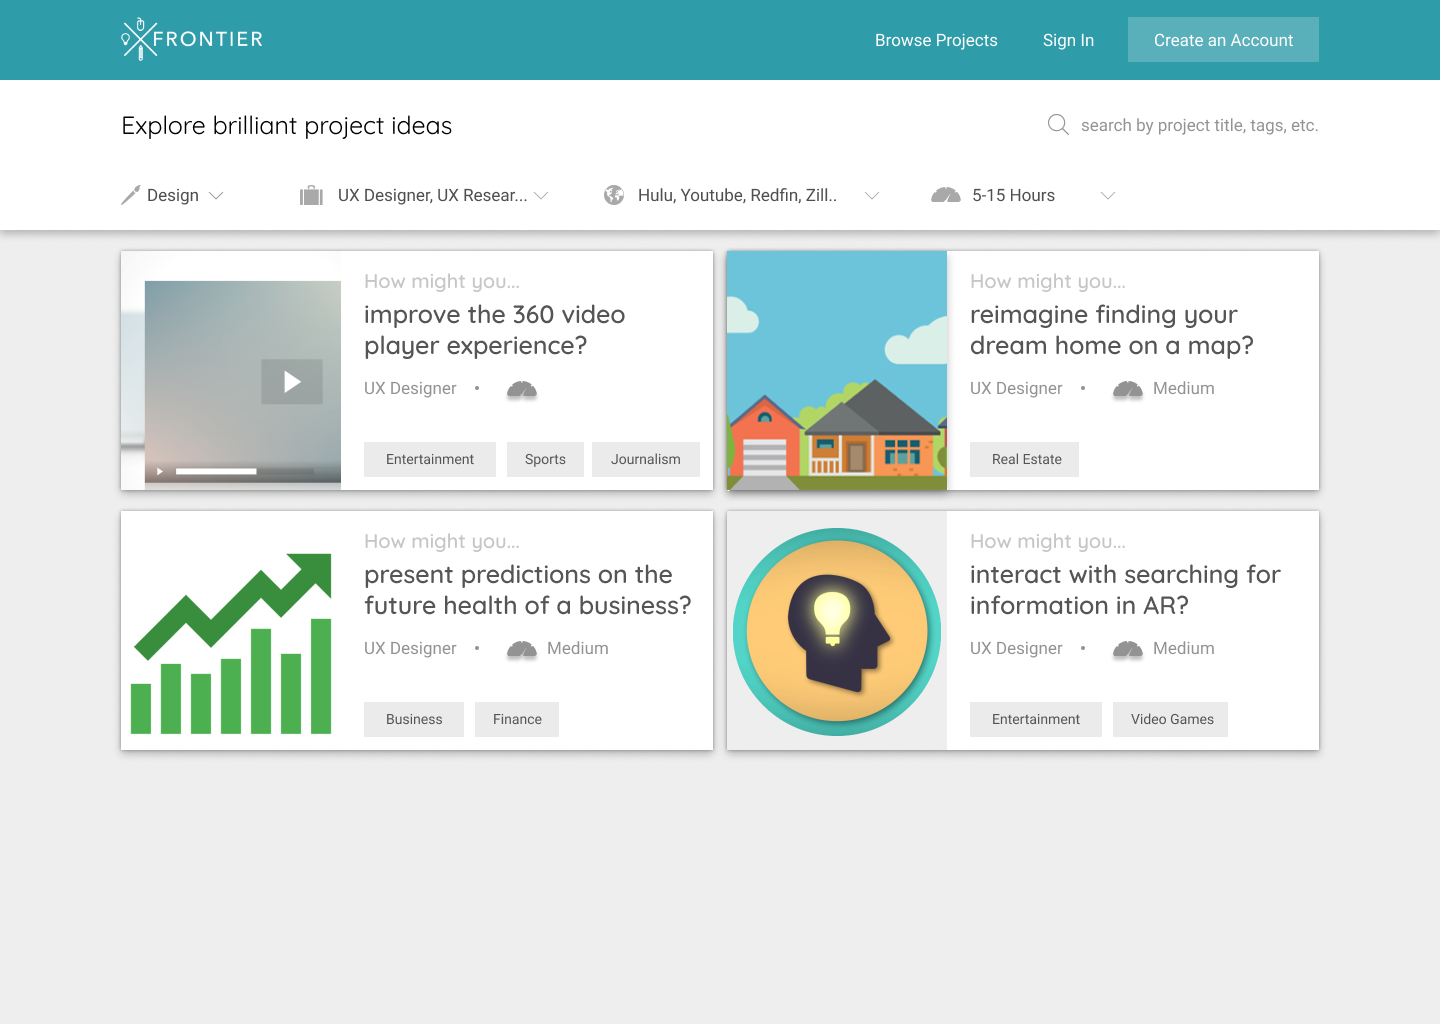 FRONTIER
Browse Projects
Sign In
Create an Account
Explore brilliant project ideas
search by project title, tags, etc.
Design
UX Designer, UX Resear...
Hulu, Youtube, Redfin, Zill..
5-15 Hours
How might you...
improve the 360 video
player experience?
UX Designer •
Entertainment
Sports
Journalism
How might you...
reimagine finding your
dream home on a map?
UX Designer • Medium
Real Estate
How might you...
present predictions on the
future health of a business?
UX Designer • Medium
Business
Finance
How might you...
interact with searching for
information in AR?
UX Designer • Medium
Entertainment
Video Games